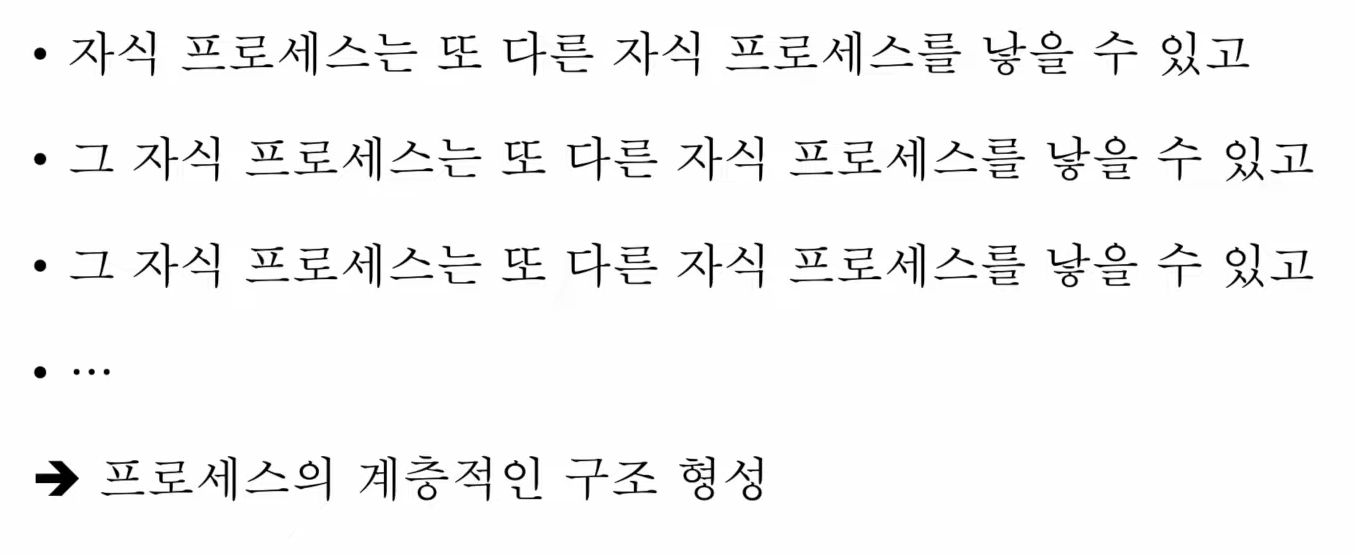 • 자식 프로세스는 또 다른 자식 프로세스를 낳을 수 있고
• 그 자식 프로세스는 또 다른 자식 프로세스를 낳을 수 있고
• 그 자식 프로세스는 또 다른 자식 프로세스를 낳을 수 있고
• …
➔ 프로세스의 계층적인 구조 형성